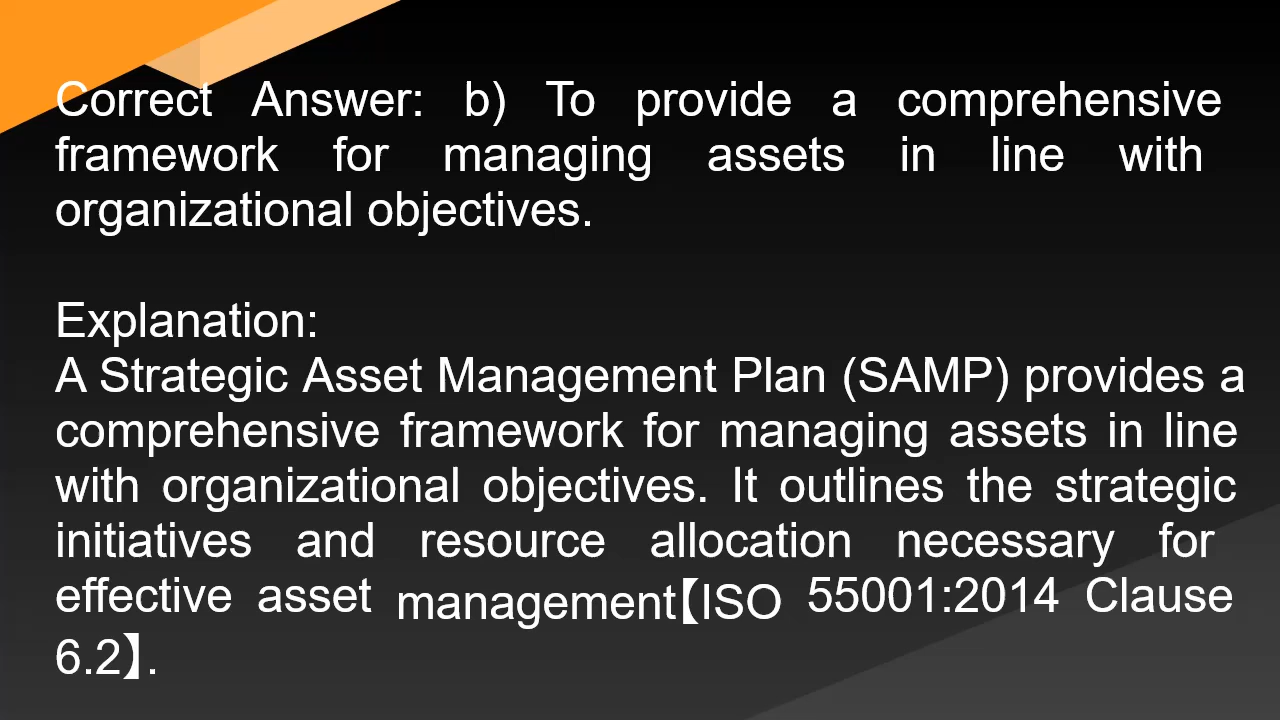 Correct Answer: b) To provide a comprehensive
framework for managing assets in line with
organizational objectives.
Explanation:
A Strategic Asset Management Plan (SAMP) provides a
comprehensive framework for managing assets in line
with organizational objectives. It outlines the strategic
initiatives and resource allocation necessary for
effective asset management【ISO 55001:2014 Clause
6.2】.